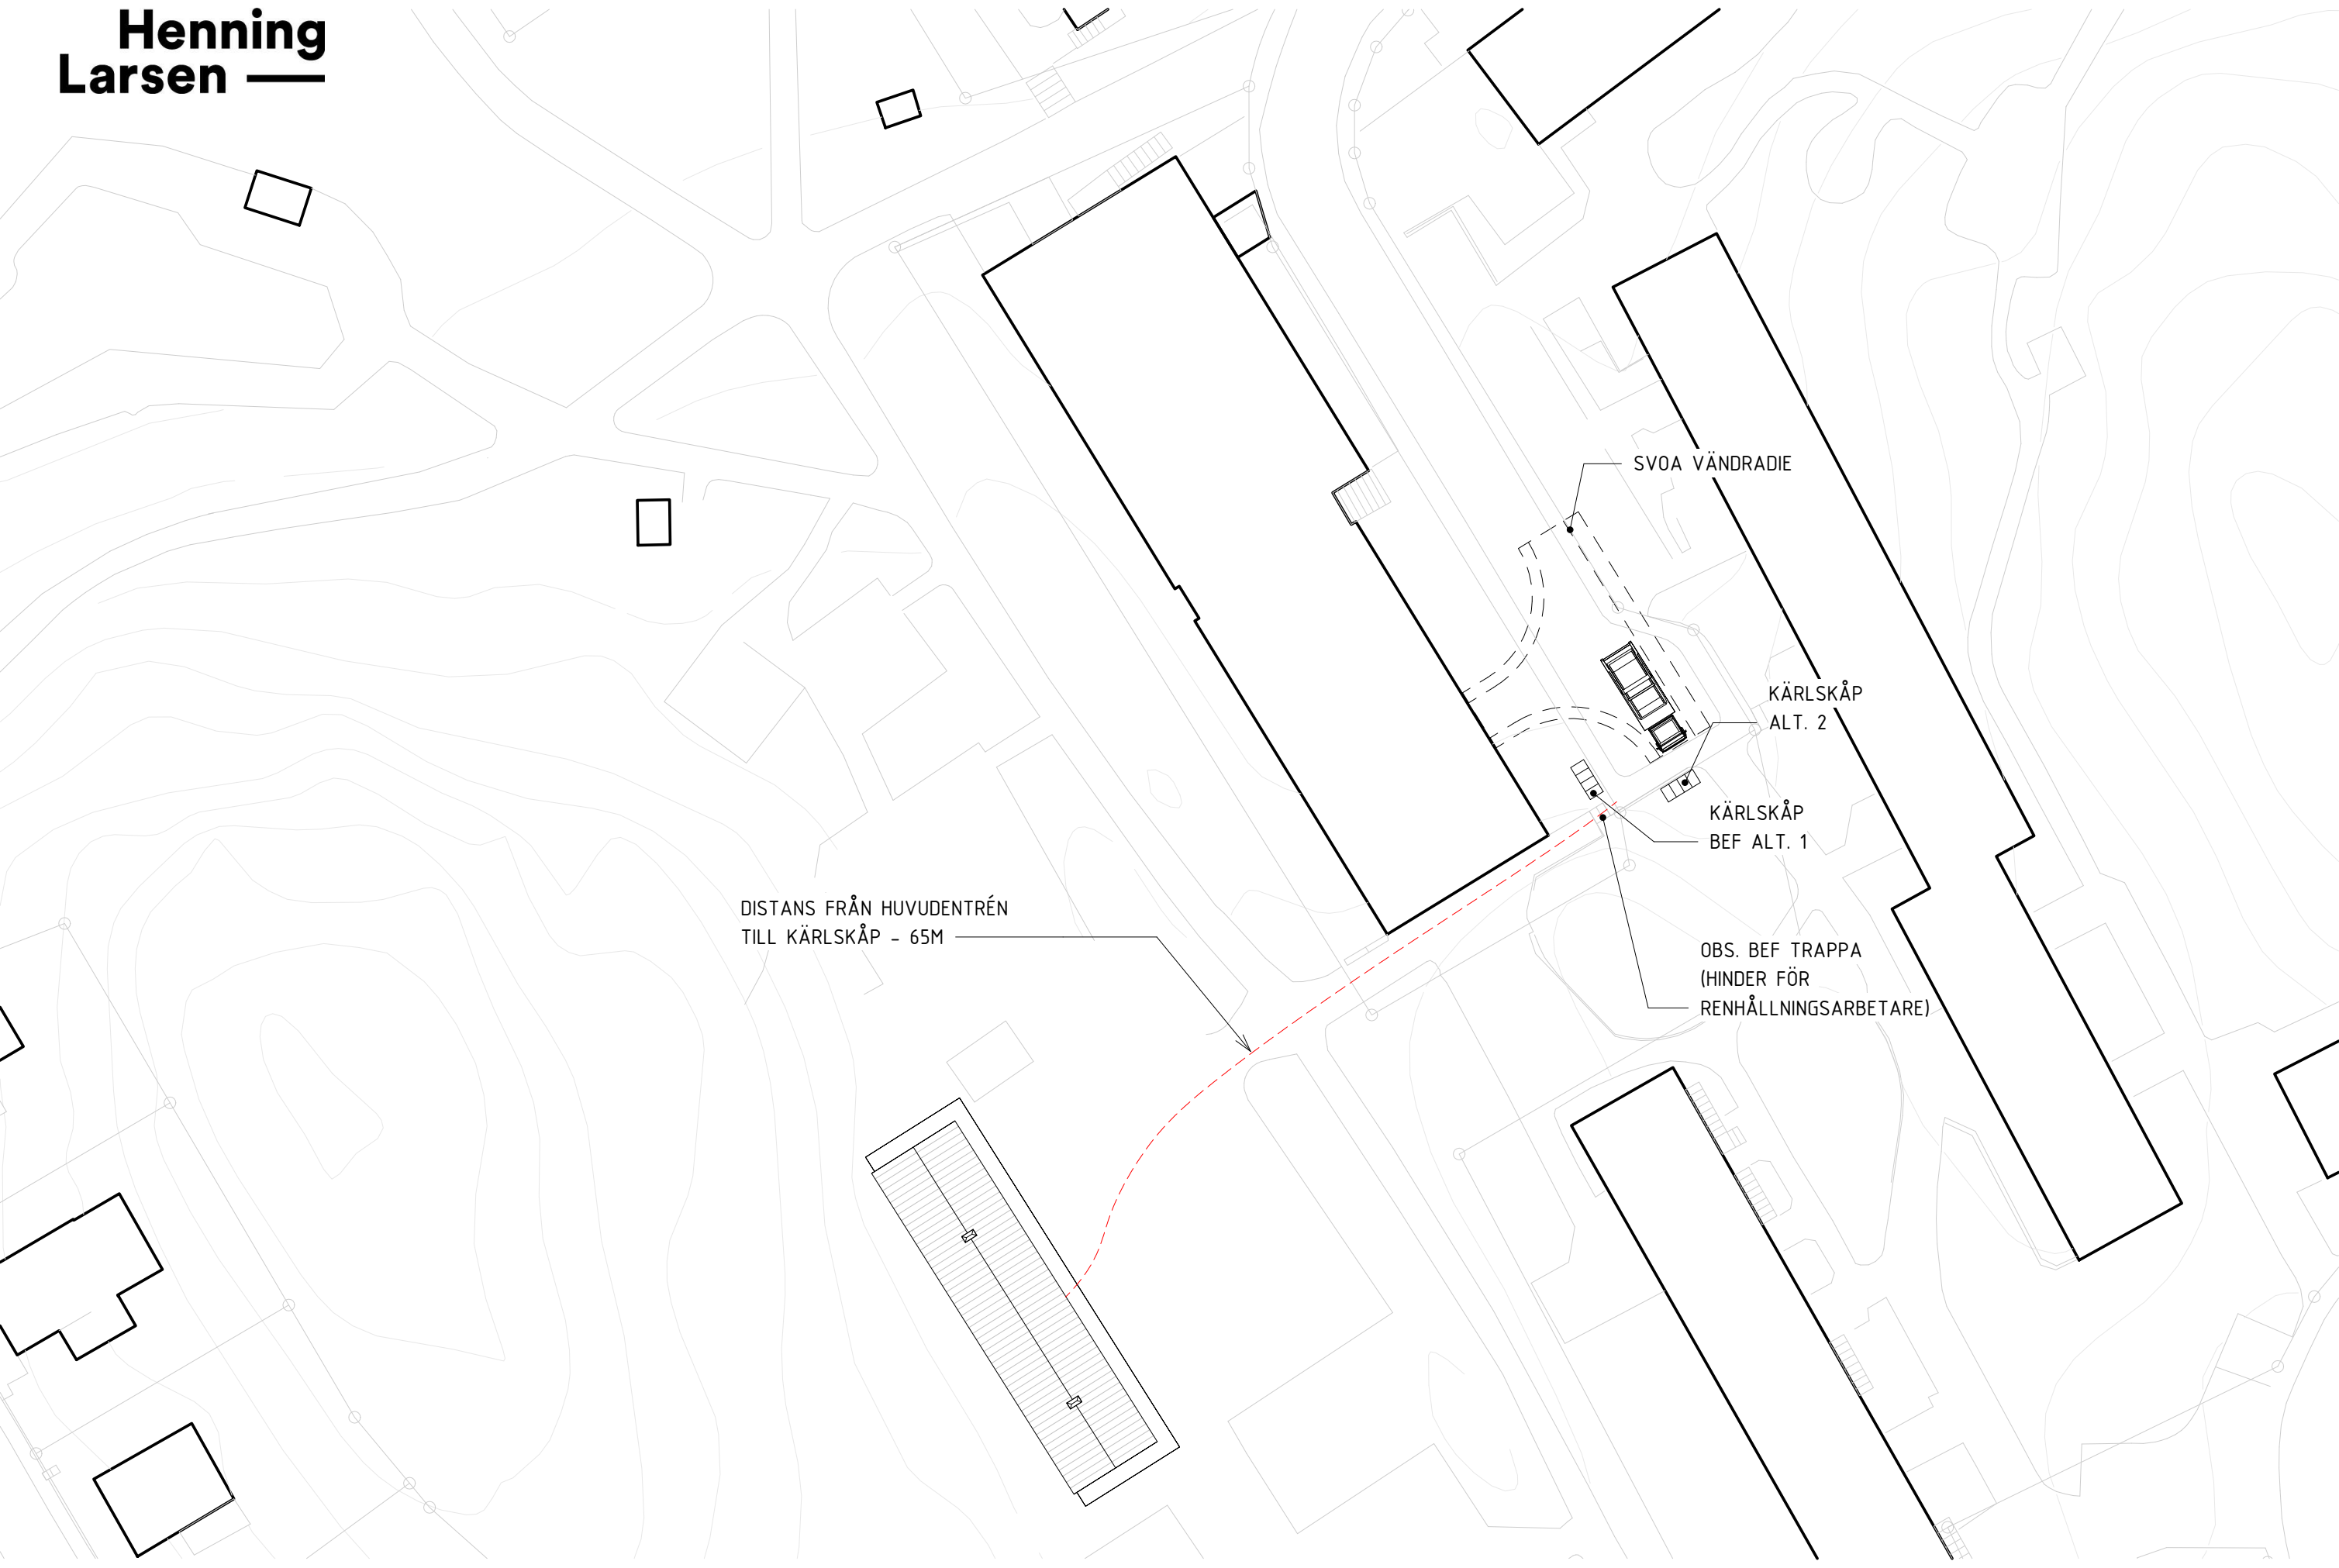 Henning
Larsen
SVOA VÄNDRADIE
KÄRLSKÅP
ALT. 2
KÄRLSKÅP
BEF ALT. 1
DISTANS FRÅN HUVUDENTRÉN
TILL KÄRLSKÅP - 65M
OBS. BEF TRAPPA
(HINDER FÖR
RENHÅLLNINGSARBETARE)